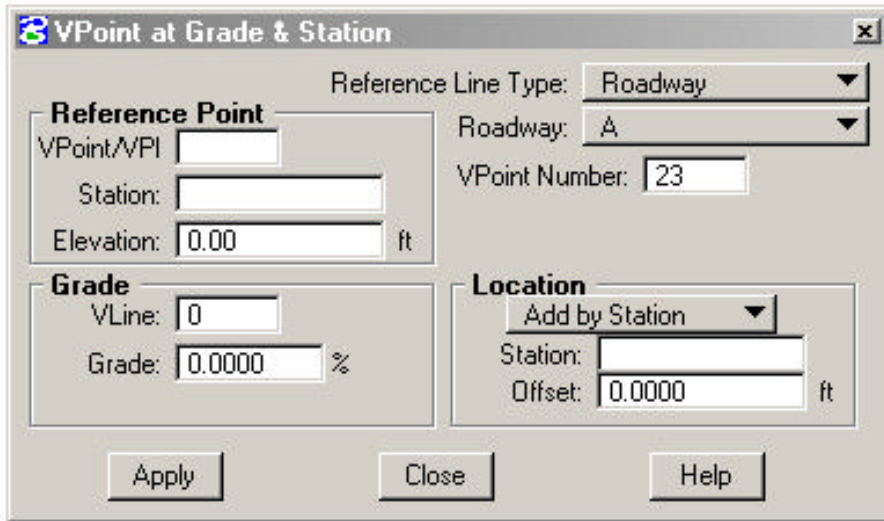 VPoint at Grade & Station
Reference Line Type: Roadway
Reference Point
VPoint/VPI
Roadway: A
Station:
VPoint Number: 23
Elevation: 0.00 ft
Grade
VLine: 0
Grade: 0.0000 %
Location
Add by Station
Station:
Offset: 0.0000 ft
Apply
Close
Help